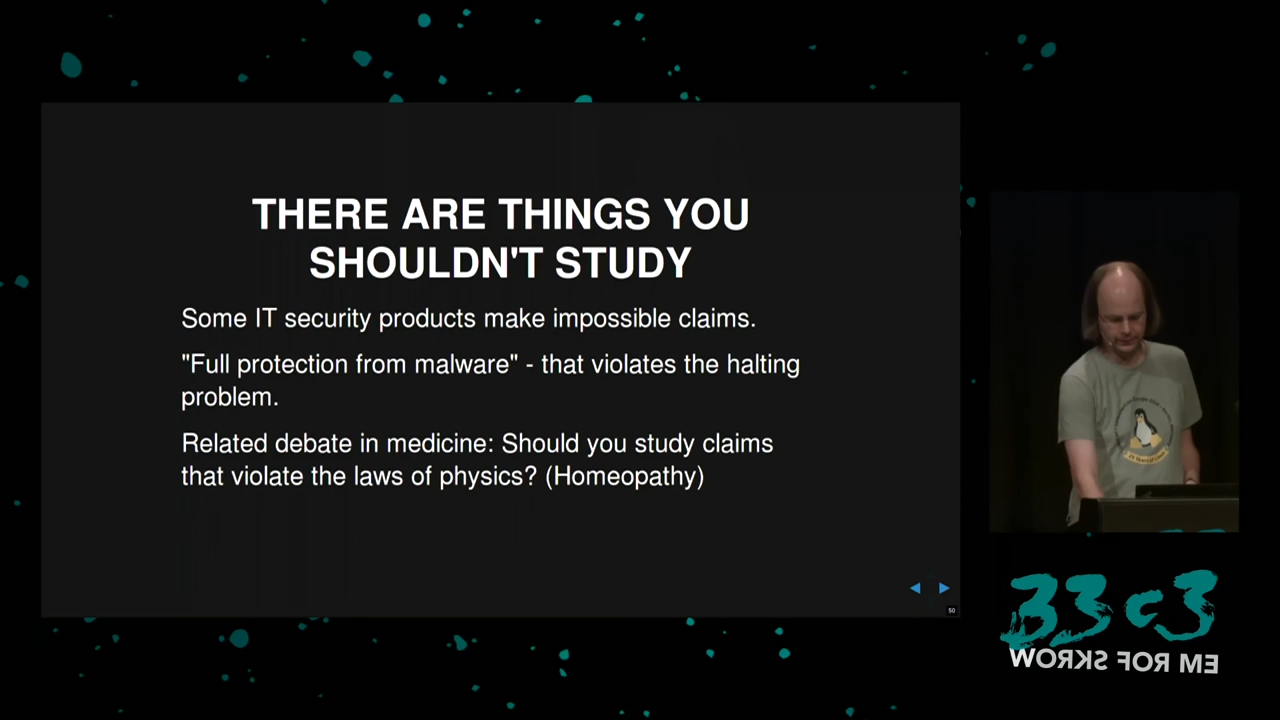 THERE ARE THINGS YOU
SHOULDN'T STUDY
Some IT security products make impossible claims.
"Full protection from malware" - that violates the halting
problem.
Related debate in medicine: Should you study claims
that violate the laws of physics? (Homeopathy)
50
33c3
WORKS FOR ME